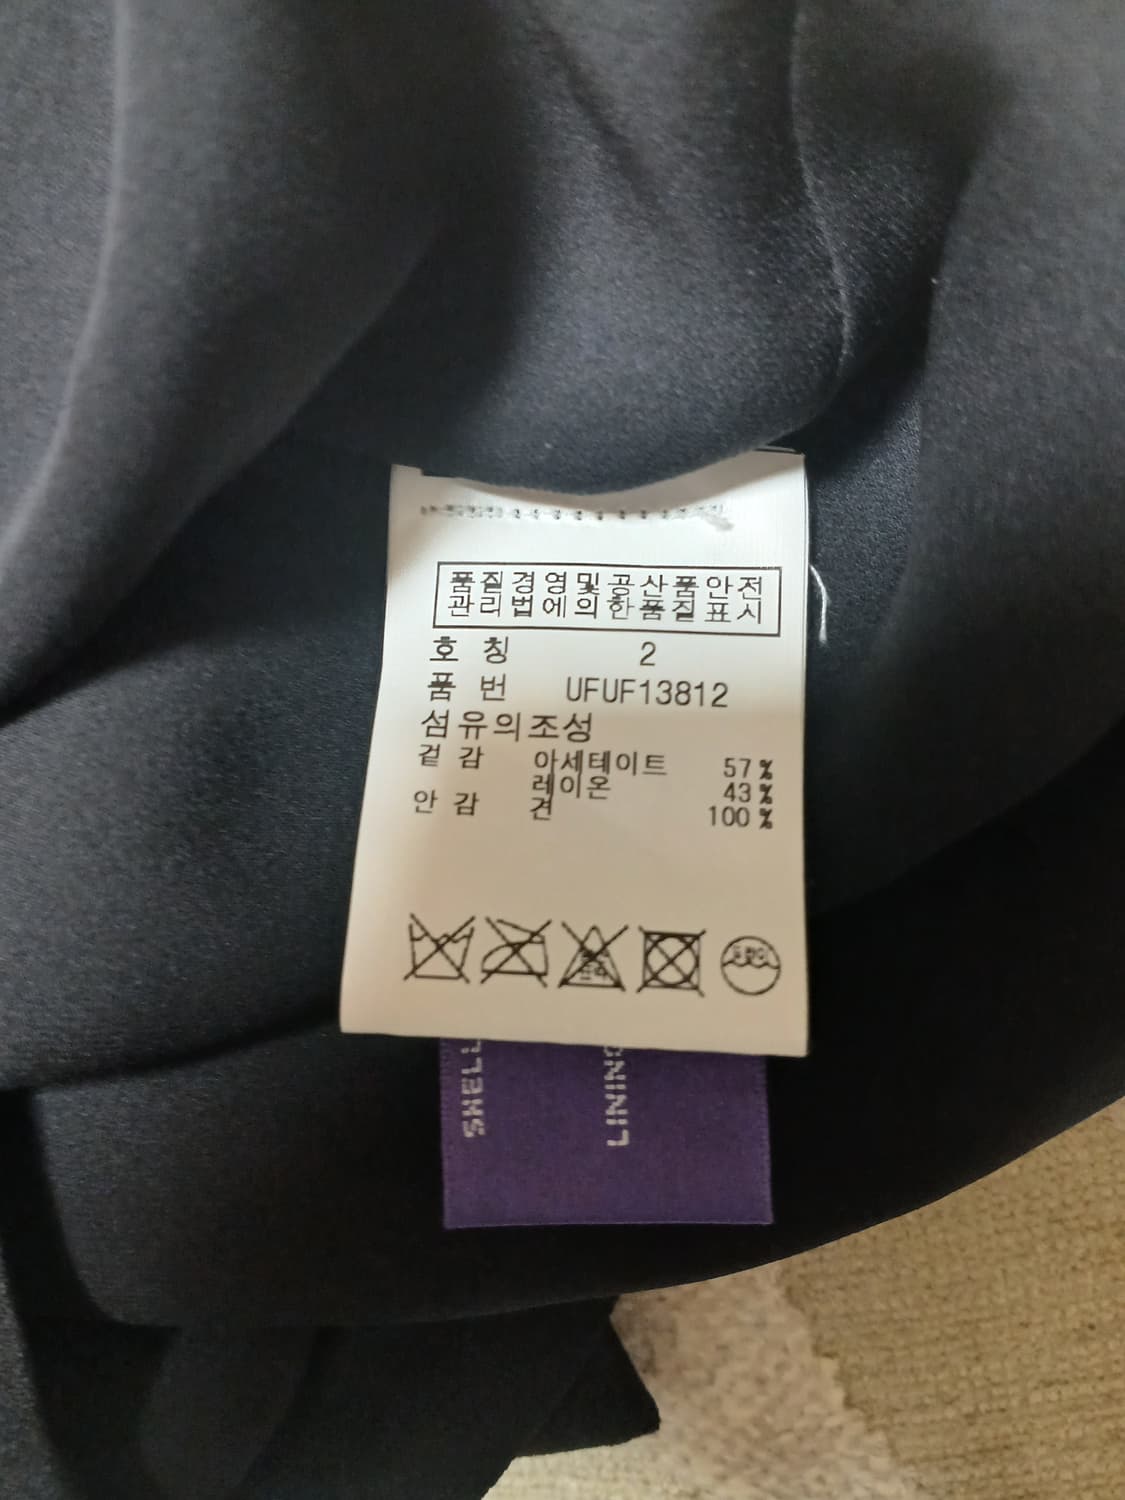 품질경영및공산품안전
관리법에의한품질표시
호 칭 2
품 번 UFUF13812
섬유의조성
겉 감 아세테이트 57 %
레이온 43 %
안 감 견 100 %
SHELL
LINING